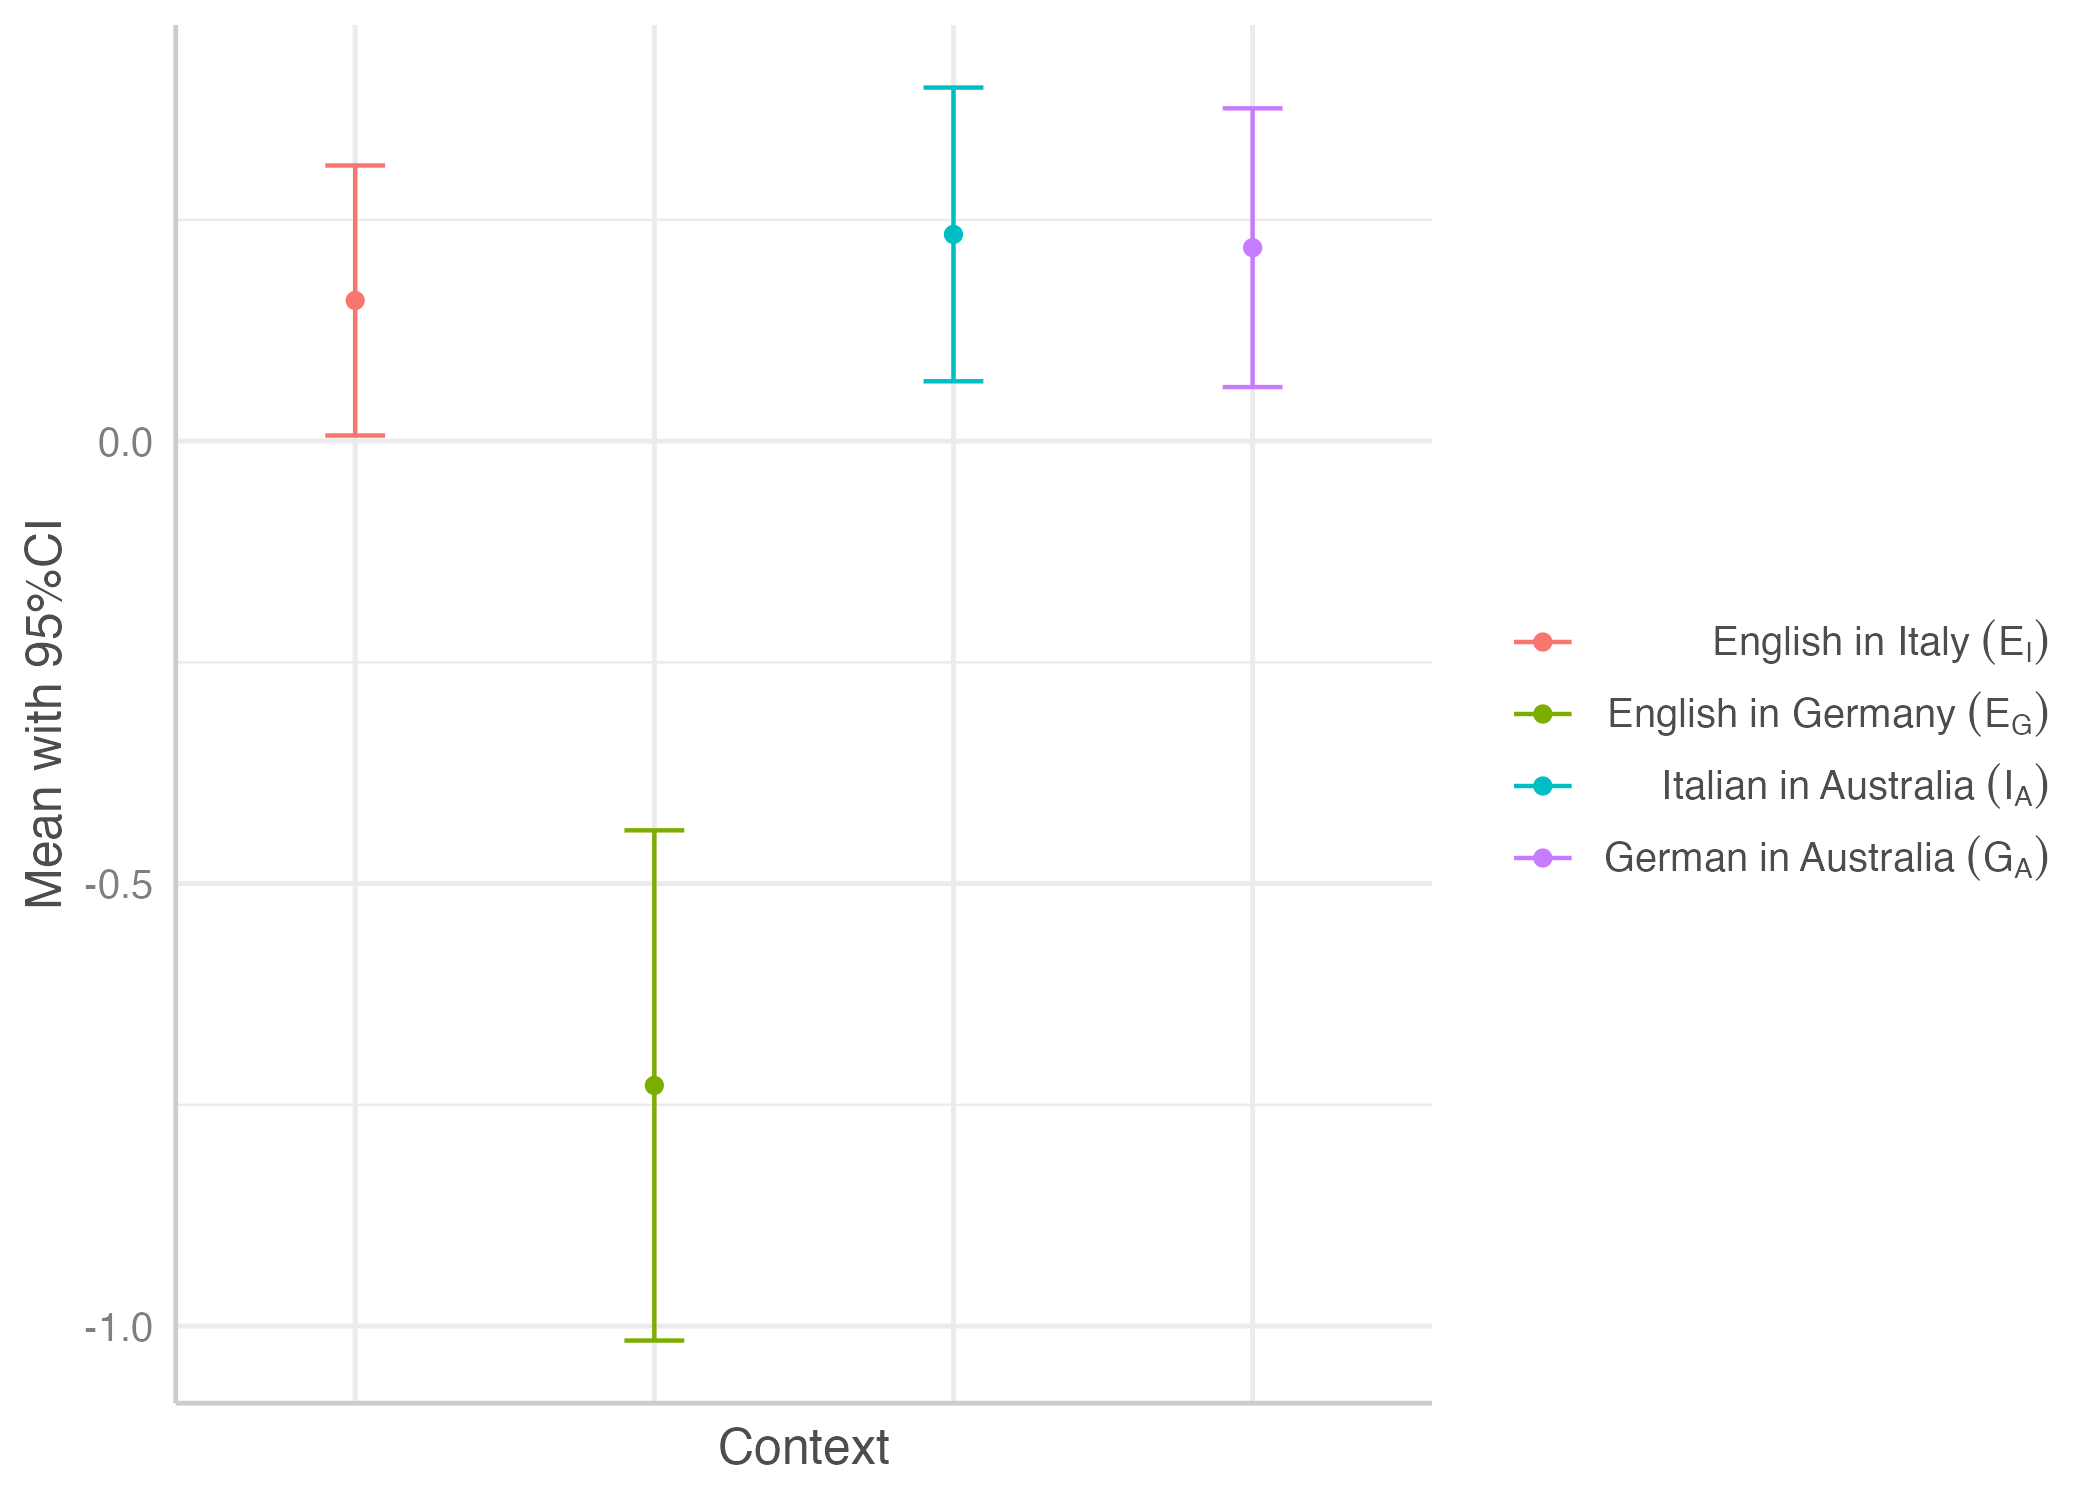 Mean with 95%CI
0.0
-0.5
-1.0
Context
English in Italy (E_I)
English in Germany (E_G)
Italian in Australia (I_A)
German in Australia (G_A)